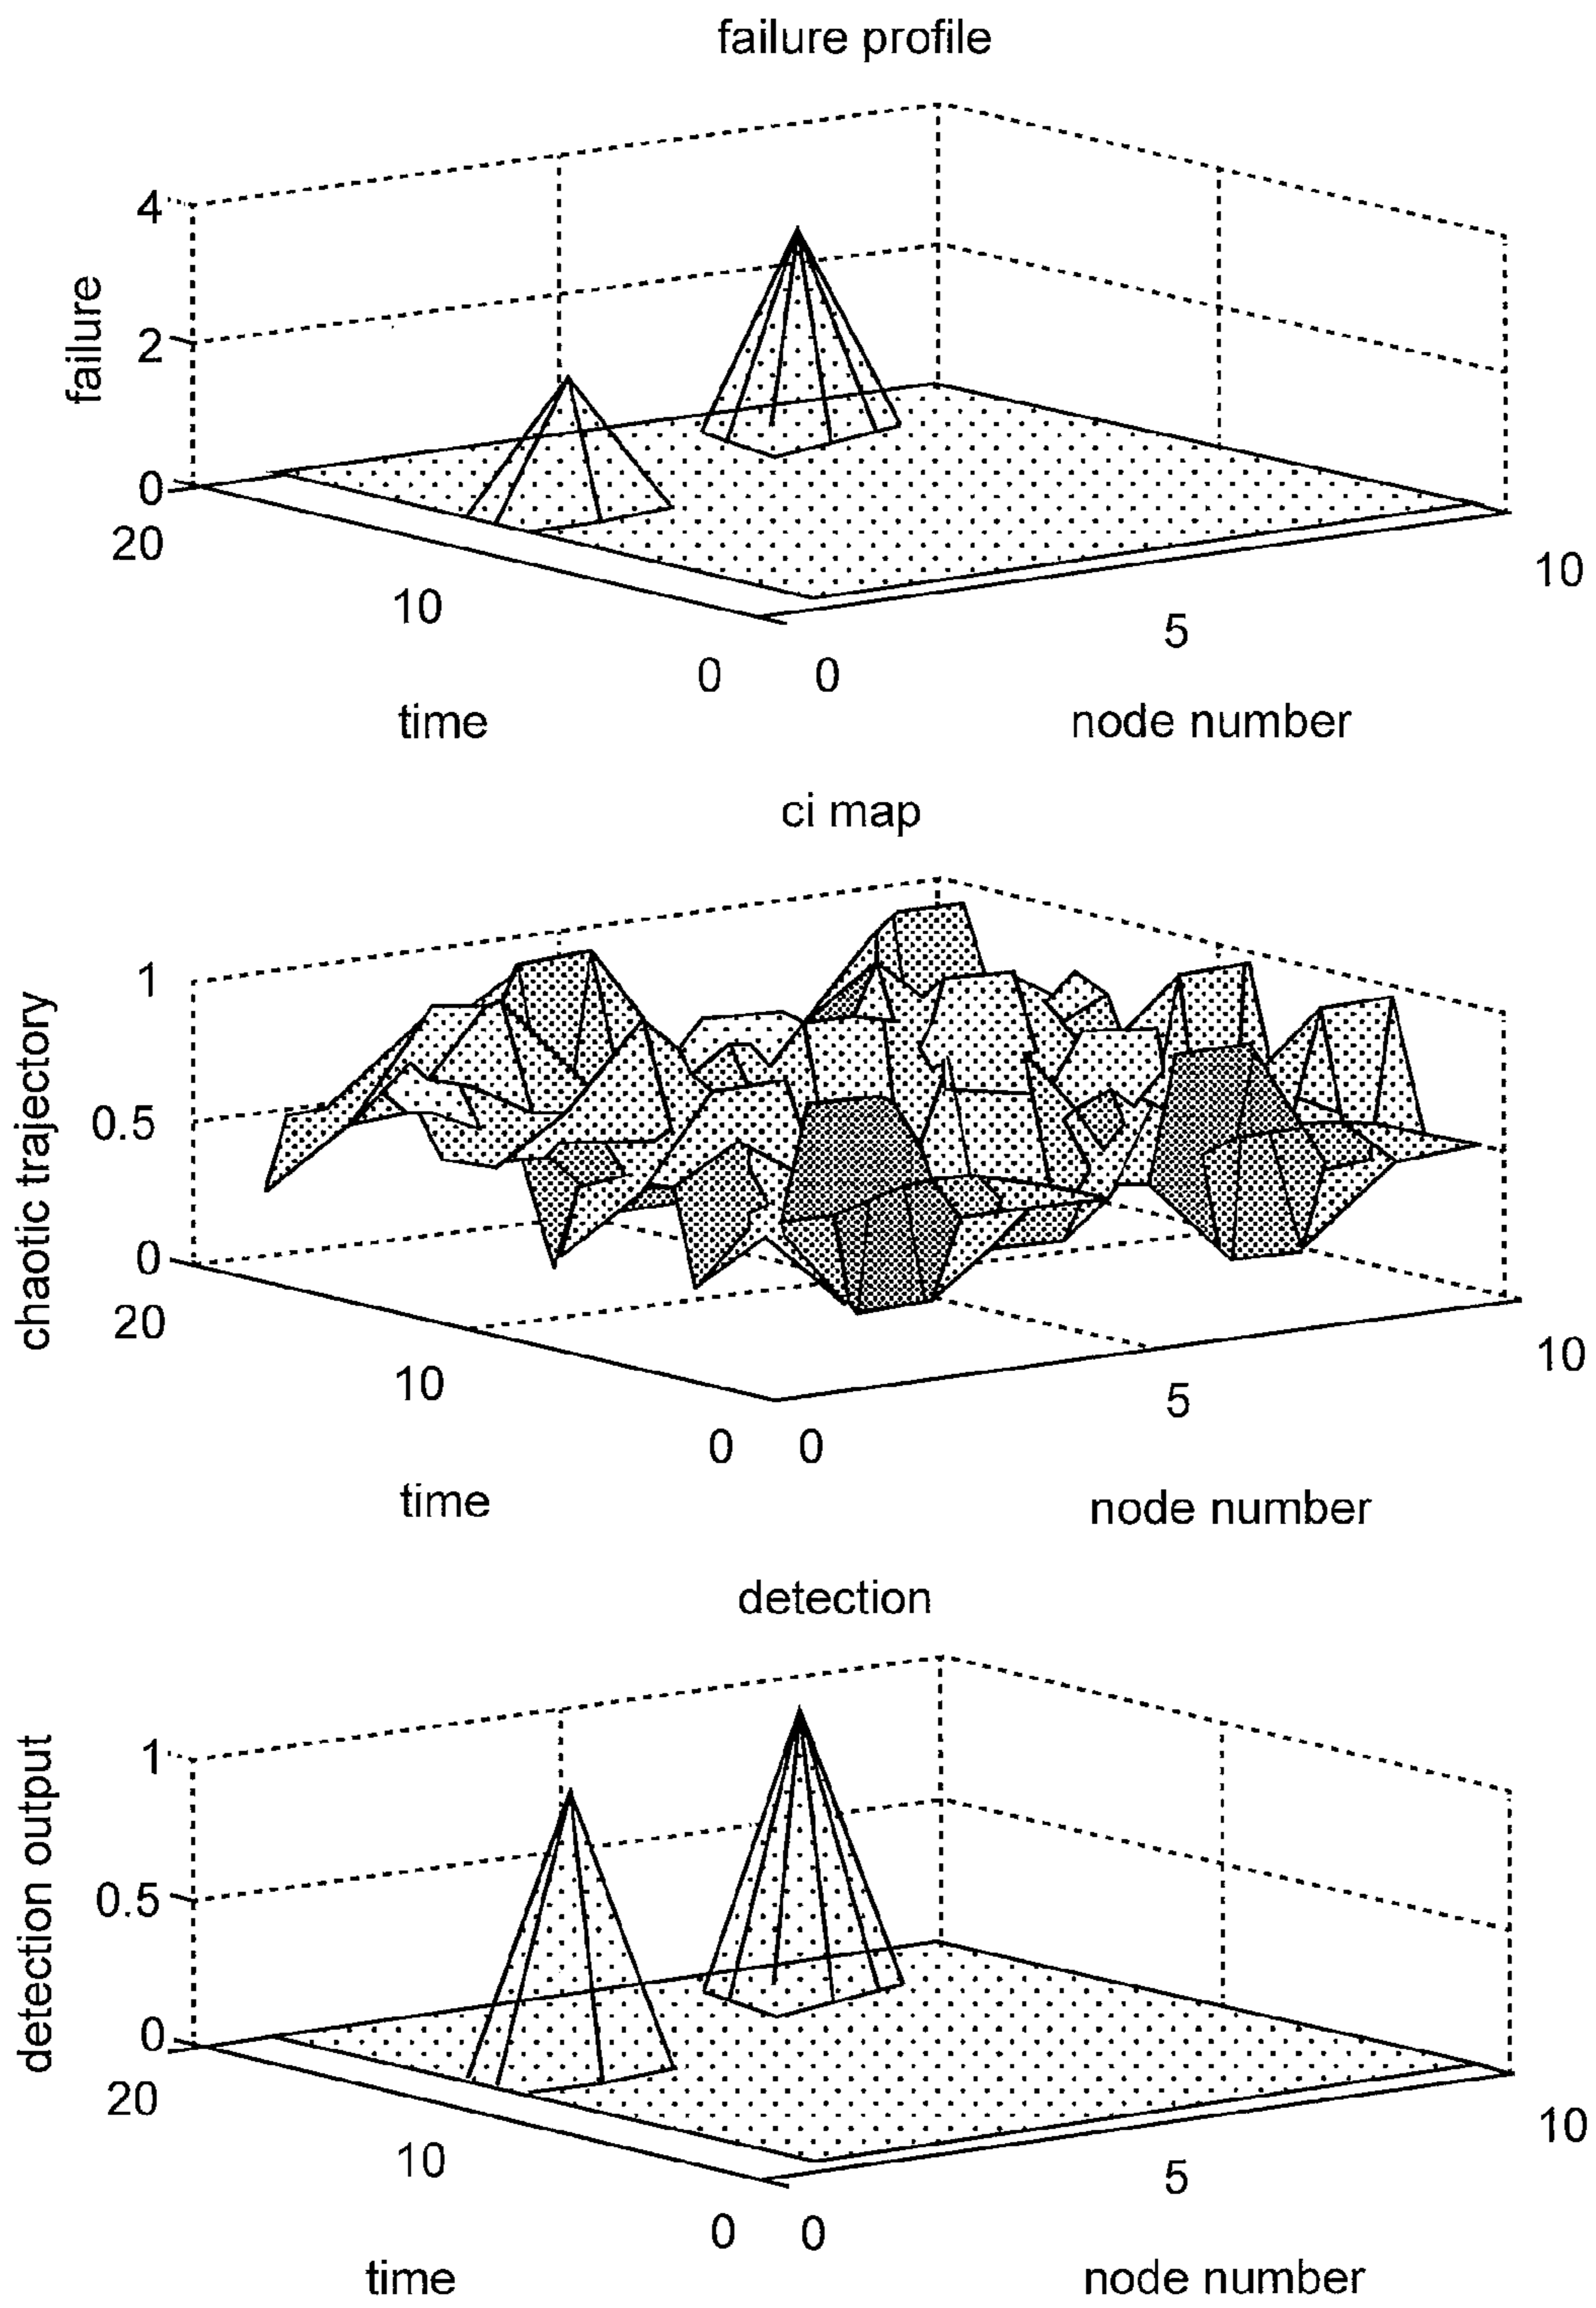 failure profile
4
2
0
failure
20
10
0
0
5
10
time
node number
ci map
1
0.5
0
chaotic trajectory
20
10
0
0
5
10
time
node number
detection
1
0.5
0
detection output
20
10
0
0
5
10
time
node number